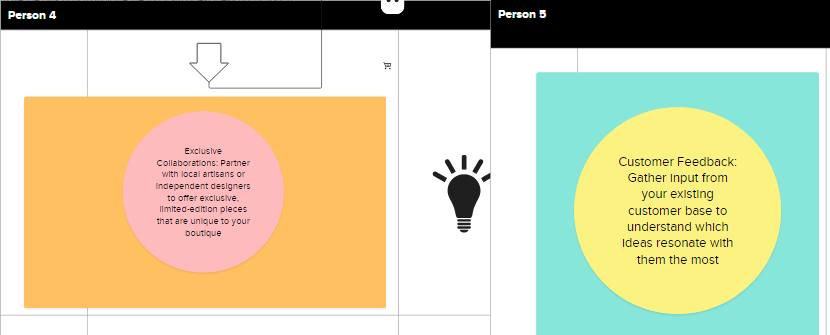 Person 4
Exclusive
Collaborations: Partner
with local artisans or
independent designers
to offer exclusive,
limited-edition pieces
that are unique to your
boutique
Person 5
Customer Feedback:
Gather input from
your existing
customer base to
understand which
ideas resonate with
them the most